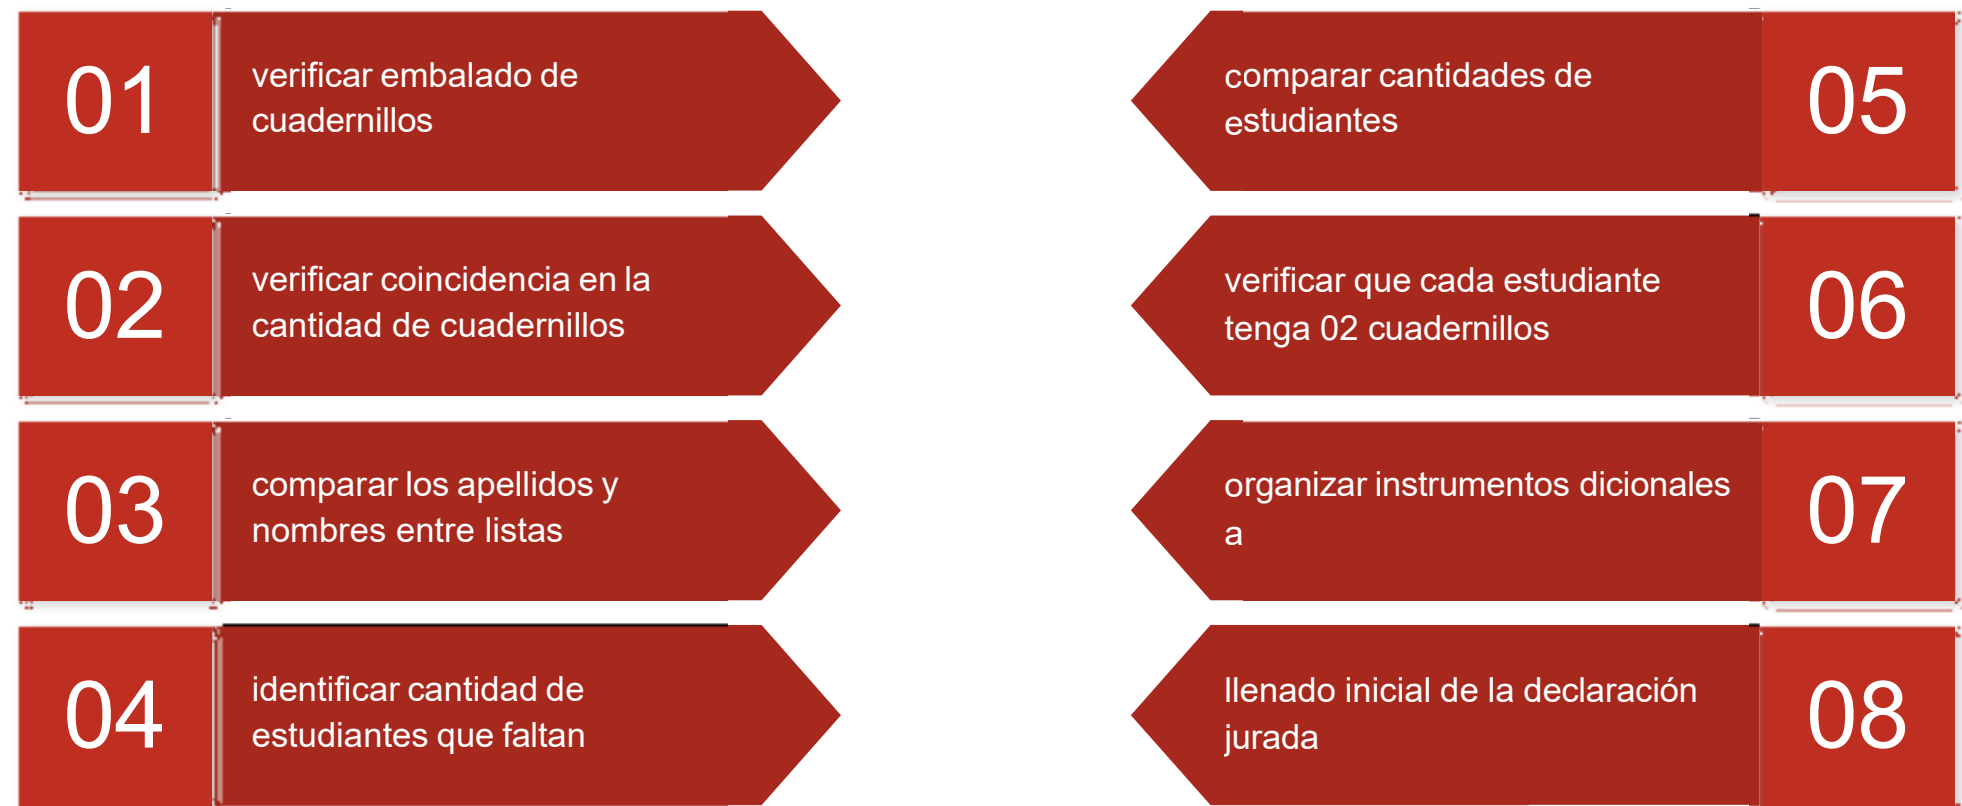 01
verificar embalado de
cuadernillos
02
verificar coincidencia en la
cantidad de cuadernillos
03
comparar los apellidos y
nombres entre listas
04
identificar cantidad de
estudiantes que faltan
comparar cantidades de
estudiantes
05
verificar que cada estudiante
tenga 02 cuadernillos
06
organizar instrumentos dicionales
a
07
llenado inicial de la declaración
jurada
08